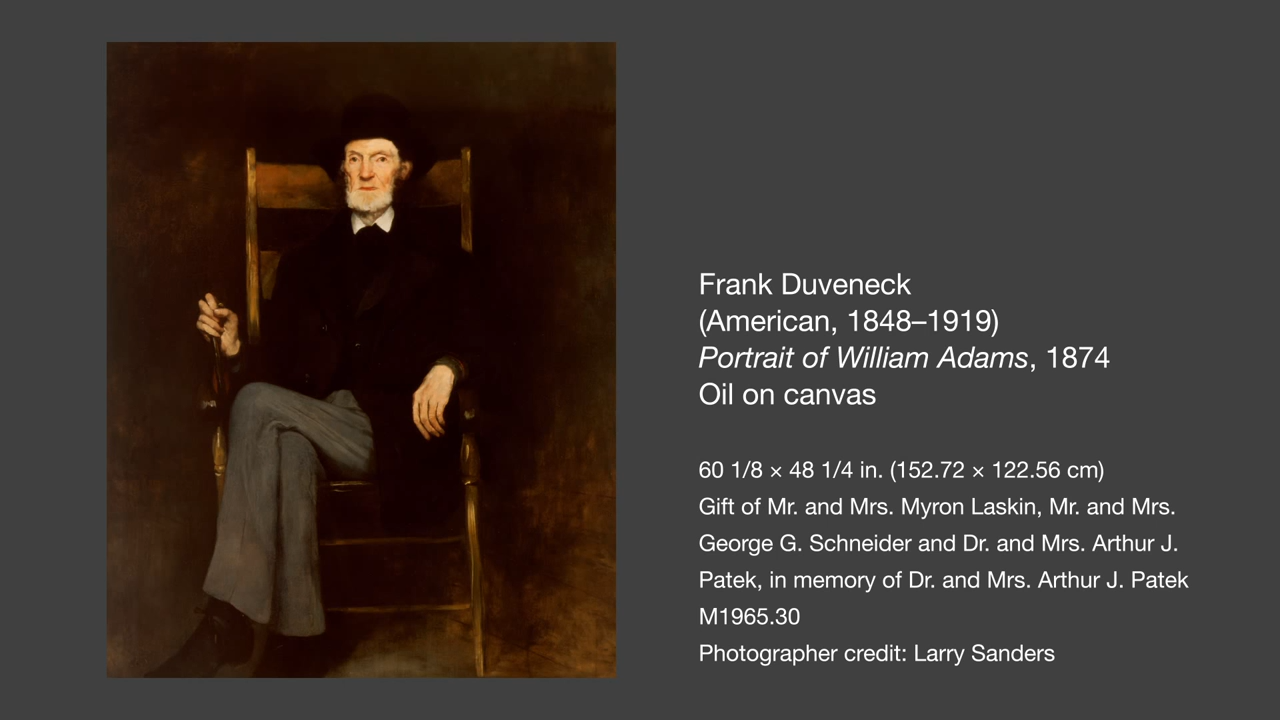 Frank Duveneck
(American, 1848–1919)
Portrait of William Adams, 1874
Oil on canvas
60 1/8 × 48 1/4 in. (152.72 × 122.56 cm)
Gift of Mr. and Mrs. Myron Laskin, Mr. and Mrs.
George G. Schneider and Dr. and Mrs. Arthur J.
Patek, in memory of Dr. and Mrs. Arthur J. Patek
M1965.30
Photographer credit: Larry Sanders